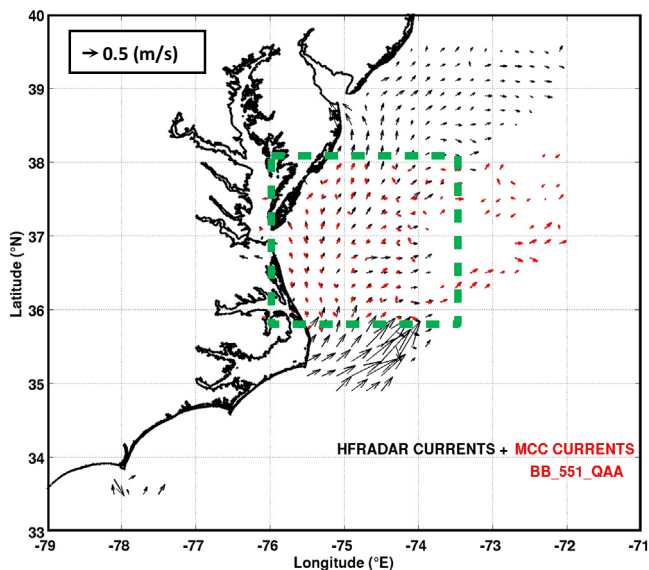 40
39
38
37
36
35
34
33
Latitude (°N)
0.5 (m/s)
HFRADAR CURRENTS + MCC CURRENTS
BB_551_QAA
-79 -78 -77 -76 -75 -74 -73 -72 -71
Longitude (°E)